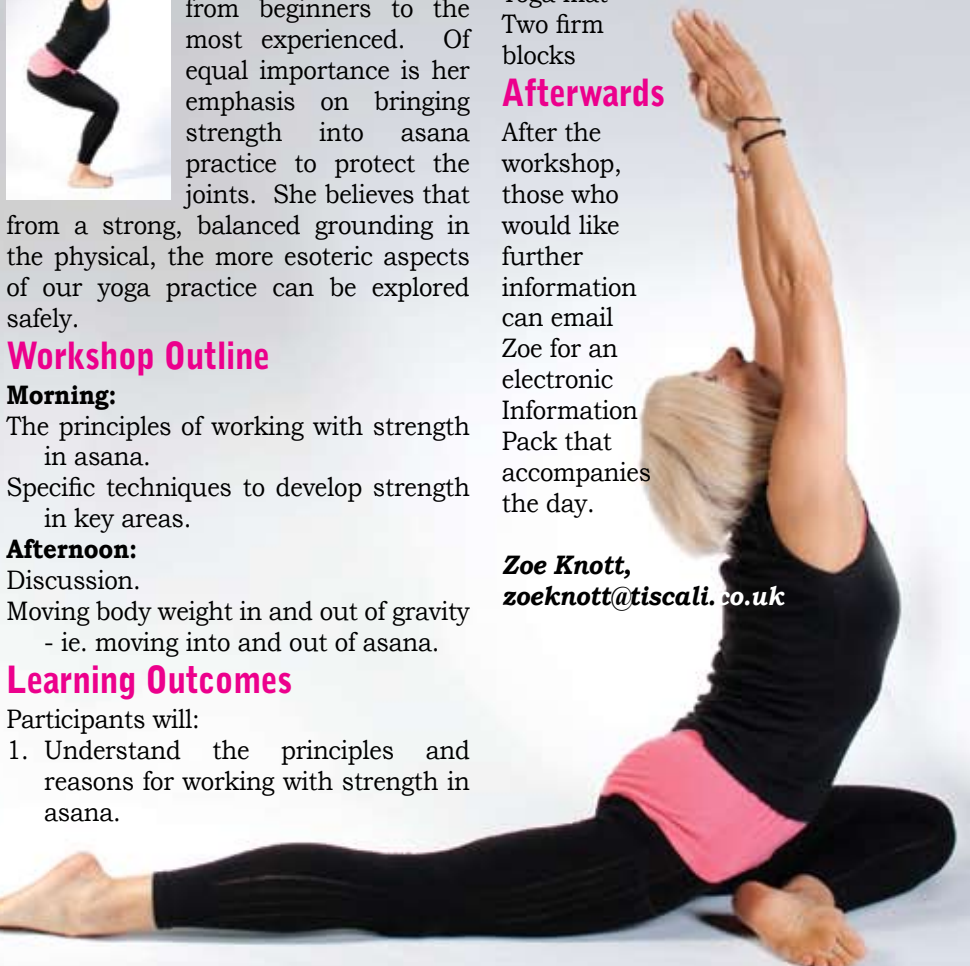 from beginners to the
most experienced. Of
equal importance is her
emphasis on bringing
strength into asana
practice to protect the
joints. She believes that
from a strong, balanced grounding in
the physical, the more esoteric aspects
of our yoga practice can be explored
safely.
Workshop Outline
Morning:
The principles of working with strength
in asana.
Specific techniques to develop strength
in key areas.
Afternoon:
Discussion.
Moving body weight in and out of gravity
- ie. moving into and out of asana.
Learning Outcomes
Participants will:
1. Understand the principles and
reasons for working with strength in
asana.
Yoga mat
Two firm
blocks
Afterwards
After the
workshop,
those who
would like
further
information
can email
Zoe for an
electronic
Information
Pack that
accompanies
the day.
Zoe Knott,
zoeknott@tiscali.co.uk